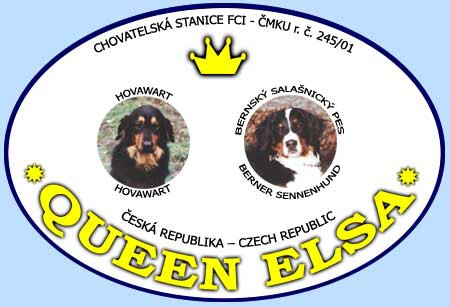 CHOVATELSKÁ STANICE FCI - ČMKU r. č. 245/01
HOVAWART
HOVAWART
BERNSKÝ SALAŠNICKÝ PES
BERNER SENNENHUND
ČESKÁ REPUBLIKA – CZECH REPUBLIC
QUEEN ELSA